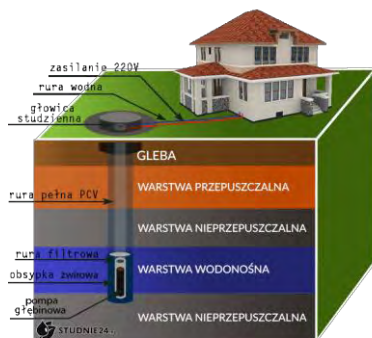 zasilanie 220V
rura wodna
głowica
studzienna
GLEBA
WARSTWA PRZEPUSZCZALNA
rura pełna PCV
WARSTWA NIEPRZEPUSZCZALNA
rura filtrowa
WARSTWA WODONOŚNA
obsypka żwirowa
pompa
głębinowa
WARSTWA NIEPRZEPUSZCZALNA
STUDNIE24